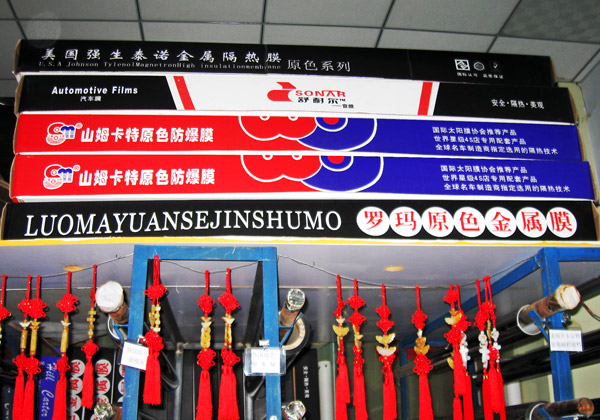 美国强生泰诺金属隔热膜 原色系列
U.S.A Johnson TylenolMagnetronHigh insulationmembrane
Automotive Films
汽车膜
SONAR
舒耐尔™
安全·隔热·美观
山姆卡特原色防爆膜
国际太阳膜协会推荐产品
世界星级4S店专用配套产品
全球名车制造商指定选用的隔热技术
山姆卡特原色防爆膜
国际太阳膜协会推荐产品
世界星级4S店专用配套产品
全球名车制造商指定选用的隔热技术
LUOMAYUANSEJINSHUMO 罗玛原色金属膜